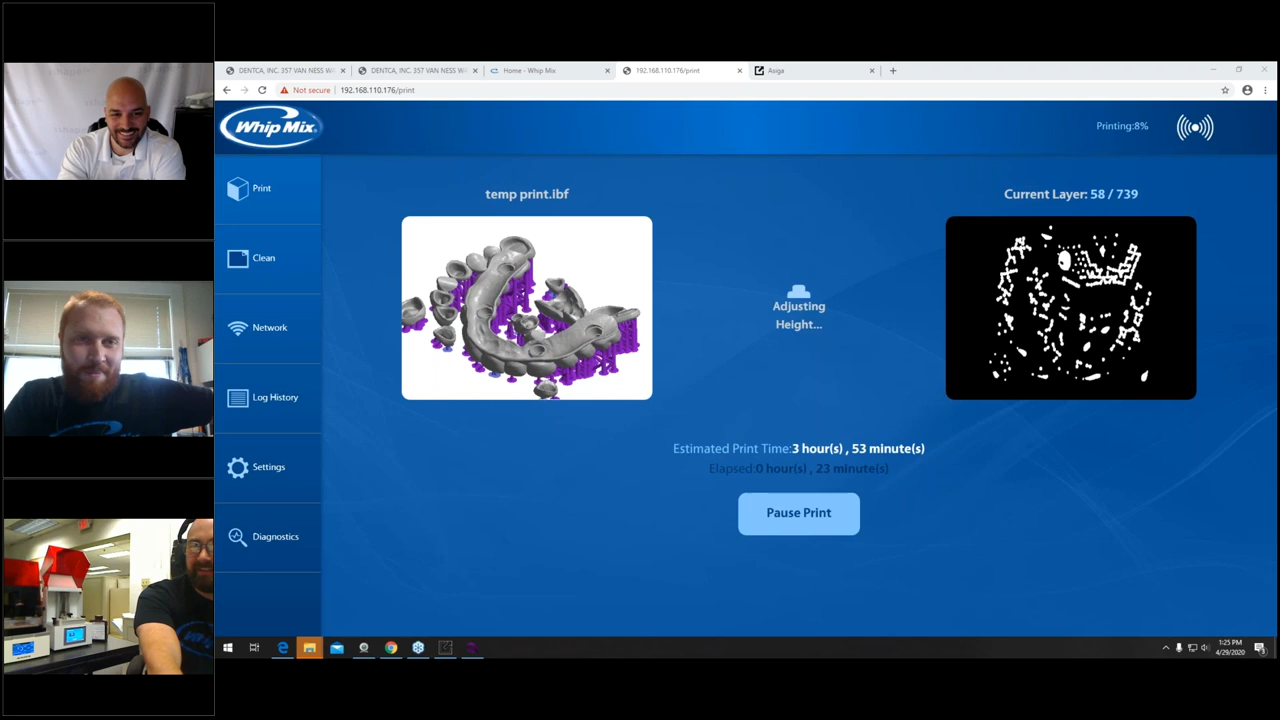 DENTCA, INC. 357 VAN NESS W
DENTCA, INC. 357 VAN NESS W
Home - Whip Mix
192.168.110.176/print
Asiga
Not secure
192.168.110.176/print
Whip Mix
Printing:8%
Print
Clean
Network
Log History
Settings
Diagnostics
temp print.ibf
Current Layer: 58 / 739
Adjusting
Height...
Estimated Print Time:3 hour(s) , 53 minute(s)
Elapsed:0 hour(s) , 23 minute(s)
Pause Print
1:25 PM
4/29/2020